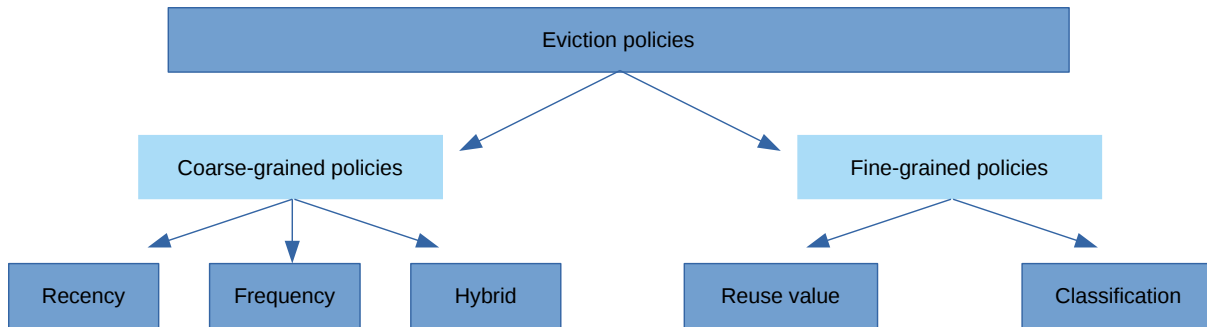 Eviction policies
Coarse-grained policies
Fine-grained policies
Recency
Frequency
Hybrid
Reuse value
Classification